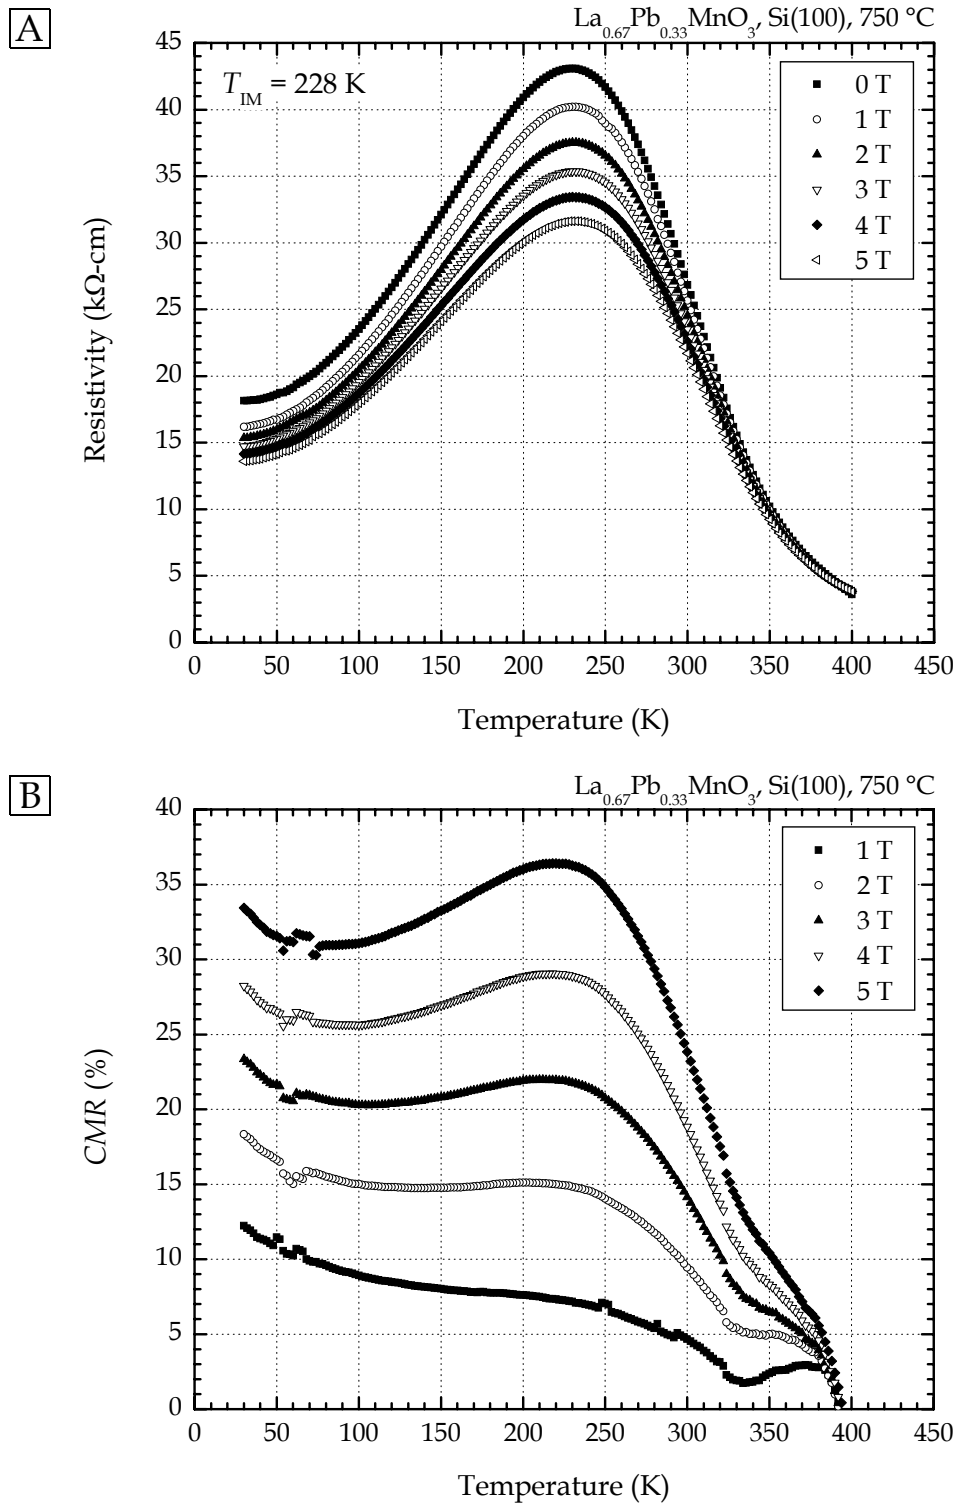 A
La0.67Pb0.33MnO3, Si(100), 750 °C
TIM = 228 K
0 T
1 T
2 T
3 T
4 T
5 T
45
40
35
30
25
20
15
10
5
0
Resistivity (kΩ-cm)
0 50 100 150 200 250 300 350 400 450
Temperature (K)
B
La0.67Pb0.33MnO3, Si(100), 750 °C
1 T
2 T
3 T
4 T
5 T
40
35
30
25
20
15
10
5
0
CMR (%)
0 50 100 150 200 250 300 350 400 450
Temperature (K)